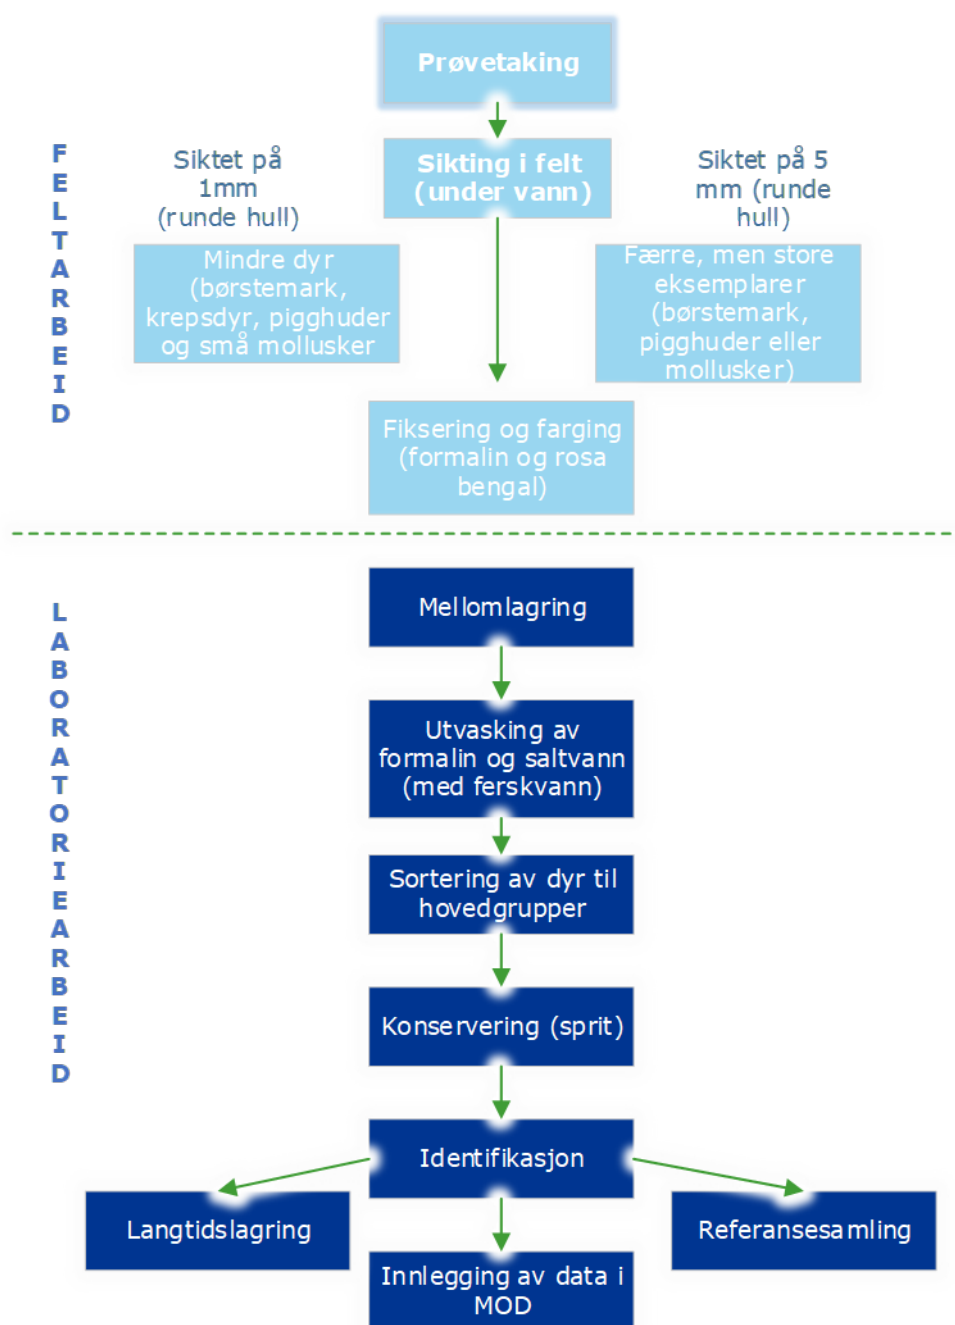 Prøvetaking
FELTARBEID
Siktet på
1mm
(runde hull)
Sikting i felt
(under vann)
Siktet på 5
mm (runde
hull)
Mindre dyr
(børstemark,
krepsdyr, pigghuder
og små mollusker
Færre, men store
eksemplarer
(børstemark,
pigghuder eller
mollusker)
Fiksering og farging
(formalin og rosa
bengal)
LABORATORIEARBEID
Mellomlagring
Utvasking av
formalin og saltvann
(med ferskvann)
Sortering av dyr til
hovedgrupper
Konservering (sprit)
Identifikasjon
Langtidslagring
Referansesamling
Innlegging av data i
MOD